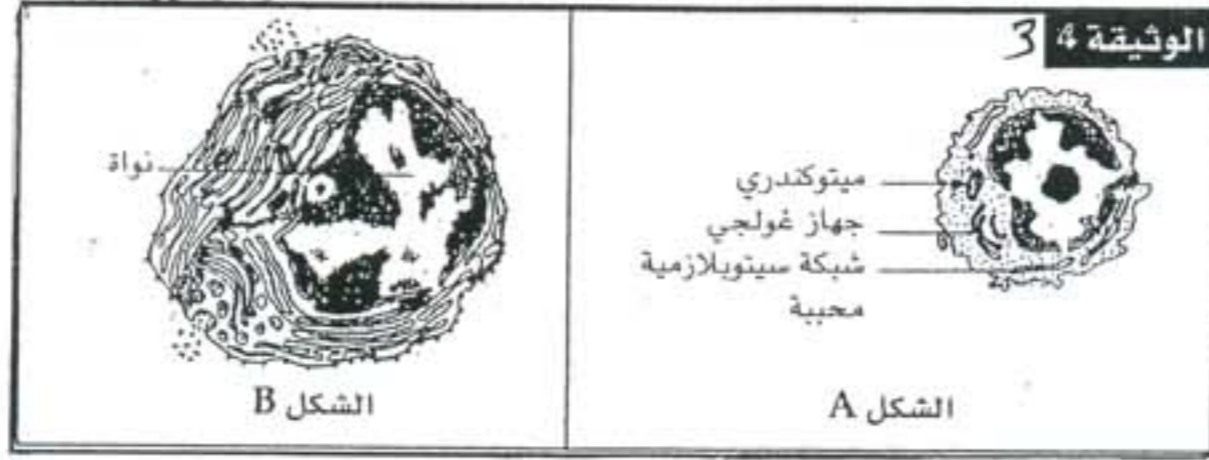 الوثيقة 4 3
ميتوكندري
جهاز غولجي
شبكة سيتوبلازمية
محببة
الشكل A
نواة
الشكل B